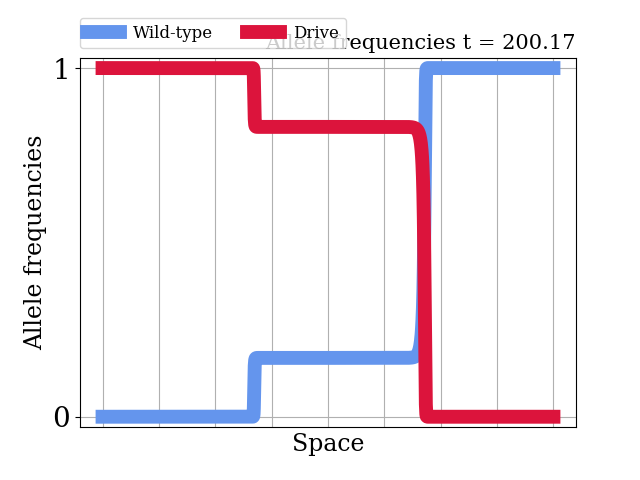 Wild-type Drive
Allele frequencies t = 200.17
1
0
Allele frequencies
Space